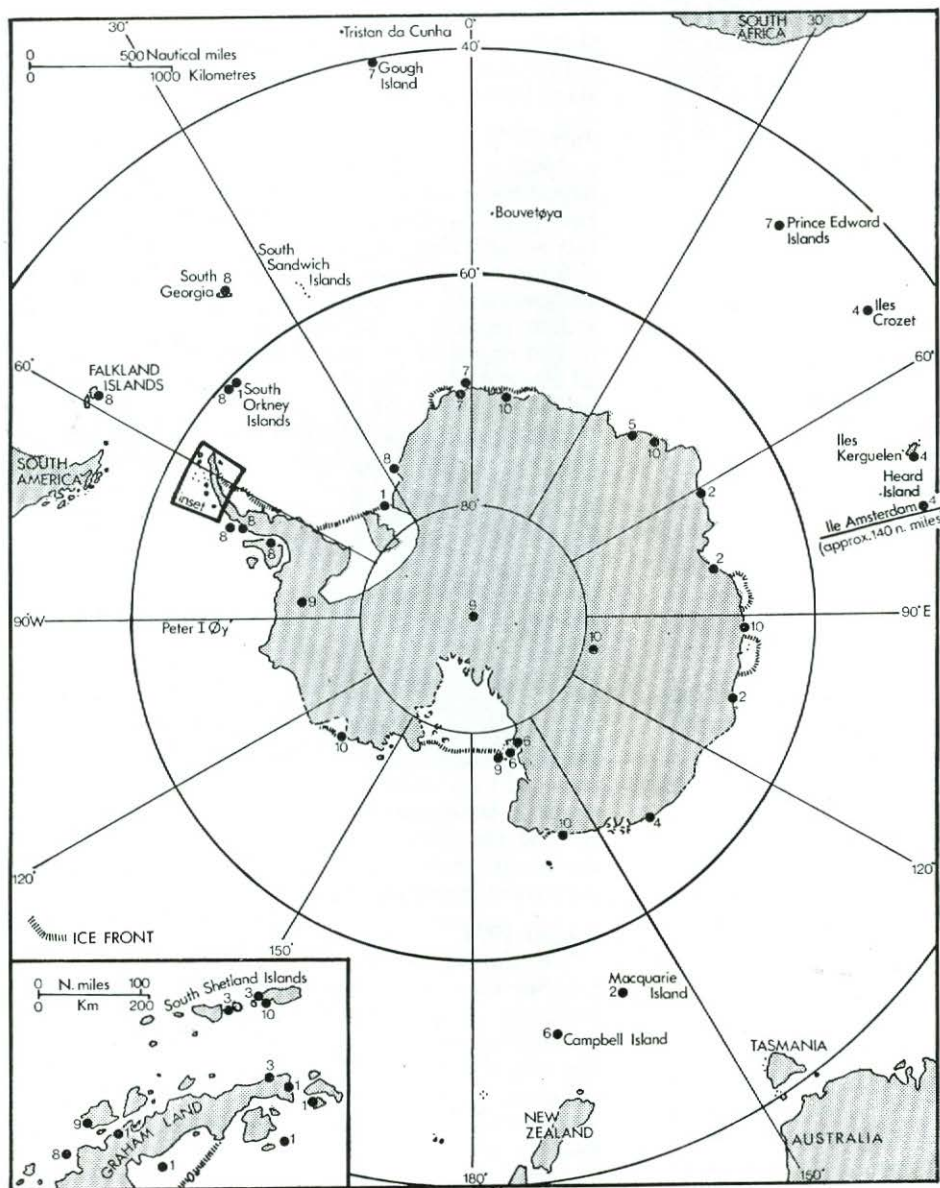 30°
Tristan da Cunha
0°
SOUTH
AFRICA
30°
0 500 Nautical miles
0 1000 Kilometres
40°
7 Gough
Island
Bouvetøya
7 Prince Edward
Islands
South
Sandwich
Islands
60°
South 8
Georgia
4 Iles
Crozet
60°
60°
FALKLAND
ISLANDS
8
8 1 South
Orkney
Islands
7
7
10
5
10
Iles
Kerguelen 4
Heard
Island
4
Ile Amsterdam
(approx. 140 n. miles
SOUTH
AMERICA
inset
8
1
80°
2
8
8
8
2
9
9
90°W
Peter I Øy
10
90°E
10
2
10
6
9
6
10
4
120°
120°
ICE FRONT
150°
0 N. miles 100
0 Km 200
South Shetland Islands
3
3
10
3
1
1
9
7
GRAHAM LAND
8
1
1
Macquarie
2 Island
6 Campbell Island
TASMANIA
NEW
ZEALAND
AUSTRALIA
180°
150°